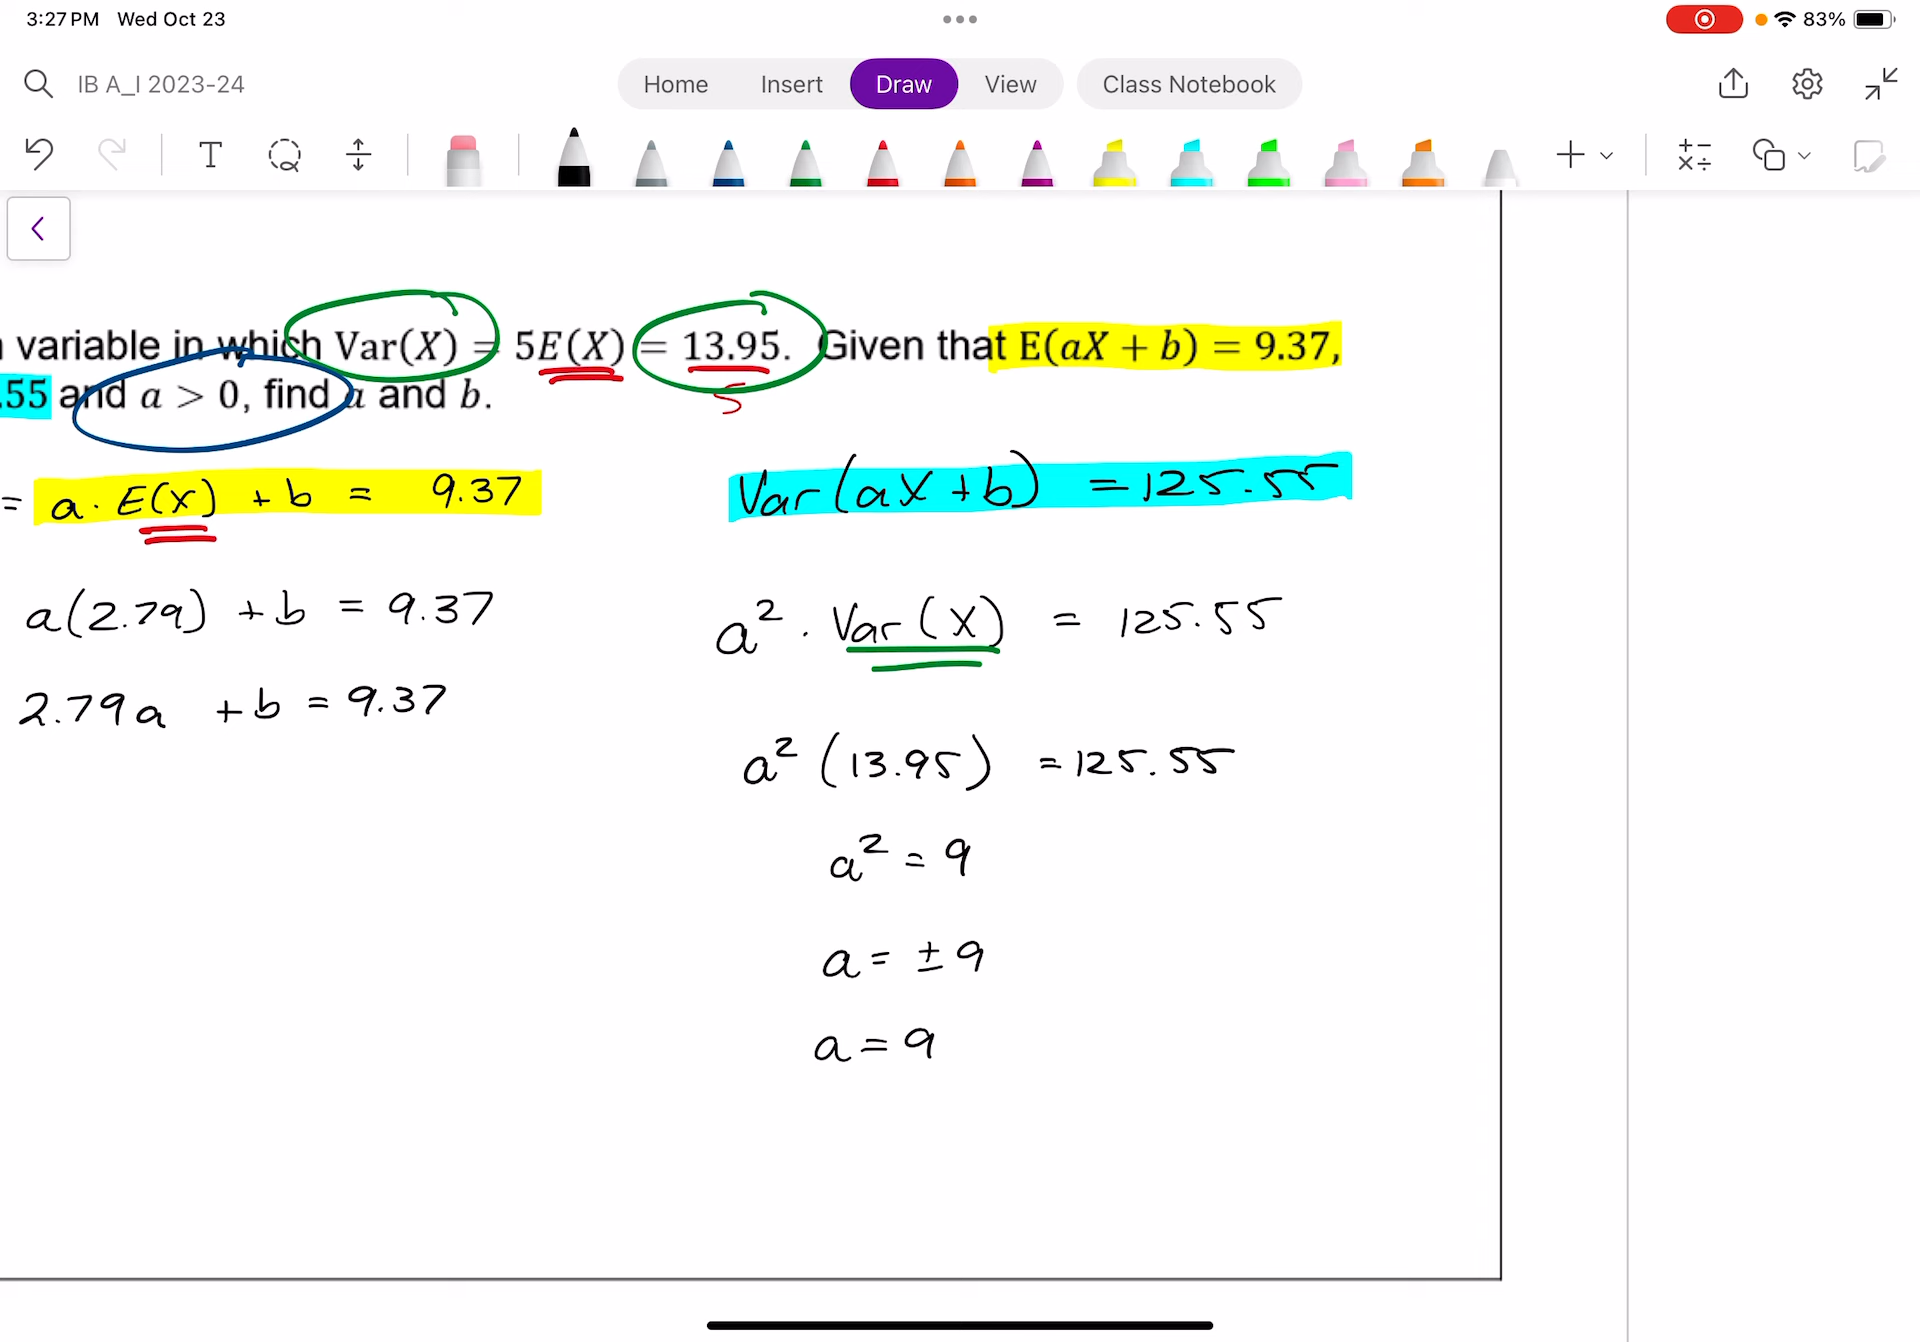 3:27 PM Wed Oct 23
83%
IB A_I 2023-24
Home Insert Draw View Class Notebook
T
variable in which Var(X) = 5E(X) = 13.95. Given that E(aX + b) = 9.37,
5
.55 and a > 0, find a and b.
= a · E(X) + b = 9.37
Var(aX + b) = 125.55
a(2.79) + b = 9.37
a² · Var(X) = 125.55
2.79a + b = 9.37
a² (13.95) = 125.55
a² = 9
a = ± 9
a = 9